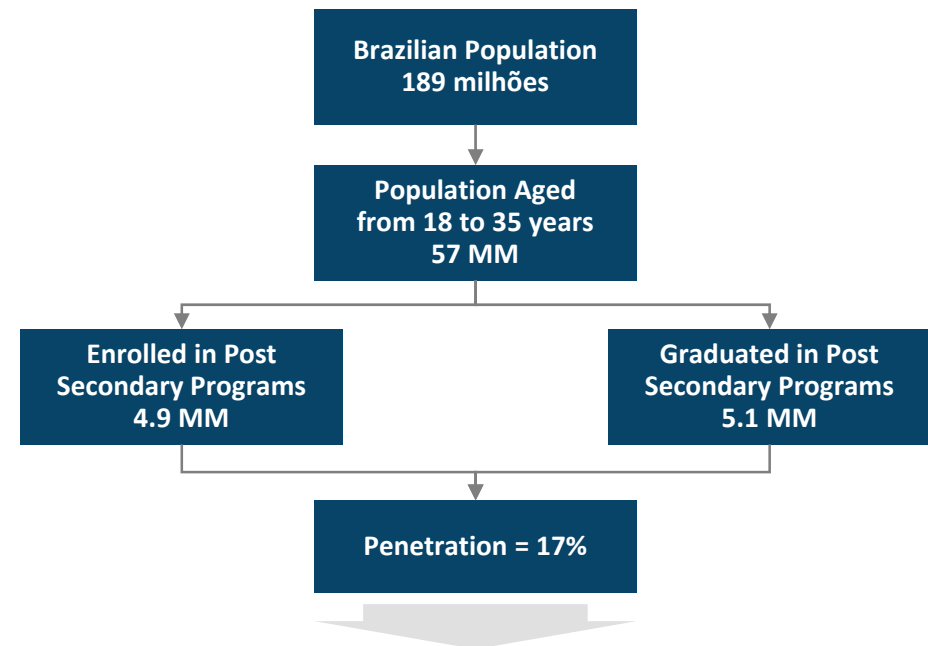 Brazilian Population
189 milhões
Population Aged
from 18 to 35 years
57 MM
Enrolled in Post
Secondary Programs
4.9 MM
Graduated in Post
Secondary Programs
5.1 MM
Penetration = 17%